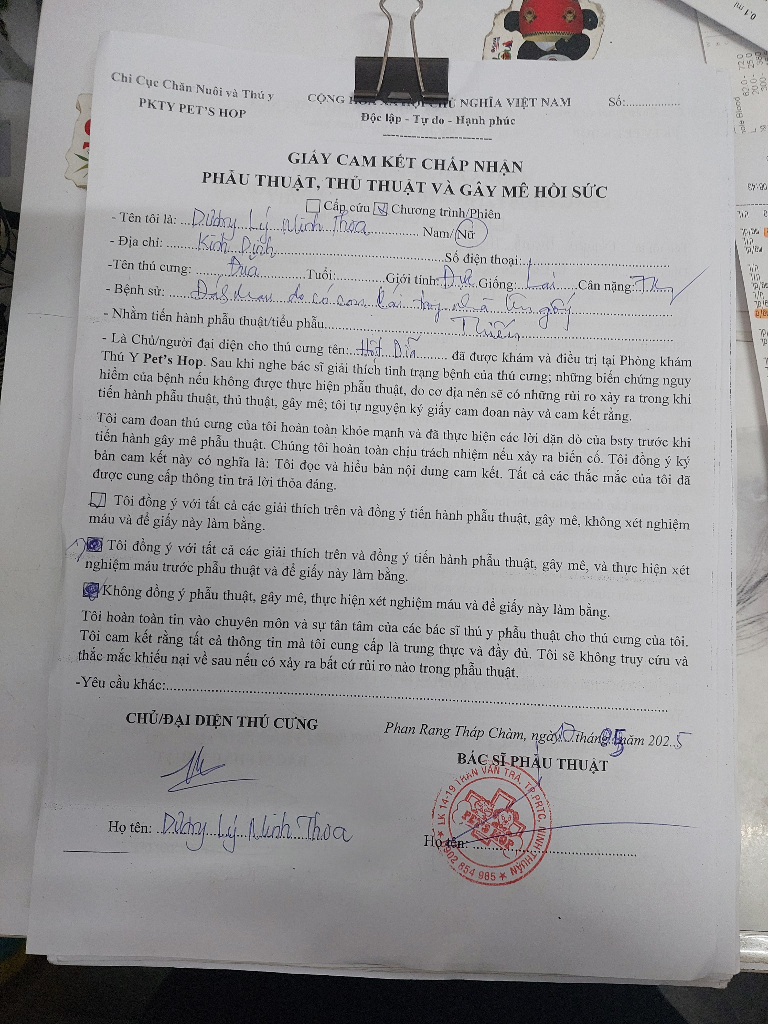 Chi Cục Chăn Nuôi và Thú y
PKTY PET'S HOP
CỘNG HÒA XÃ HỘI CHỦ NGHĨA VIỆT NAM
Độc lập - Tự do - Hạnh phúc
Số:................
GIẤY CAM KẾT CHẤP NHẬN
PHẪU THUẬT, THỦ THUẬT VÀ GÂY MÊ HỒI SỨC
Cấp cứu Chương trình/Phiên
- Tên tôi là: Dương Lý Minh Thoa Nam/Nữ
- Địa chỉ: Kinh Dinh Số điện thoại:
-Tên thú cưng: Đũa Tuổi: Giới tính: Đực Giống: Lai Cân nặng: 7kg
- Bệnh sử:
- Nhằm tiến hành phẫu thuật/tiểu phẫu Thiến
- Là Chủ/người đại diện cho thú cưng tên: đã được khám và điều trị tại Phòng khám
Thú Y Pet's Hop. Sau khi nghe bác sĩ giải thích tình trạng bệnh của thú cưng; những biến chứng nguy
hiểm của bệnh nếu không được thực hiện phẫu thuật, do cơ địa nên sẽ có những rủi ro xảy ra trong khi
tiến hành phẫu thuật, thủ thuật, gây mê; tôi tự nguyện ký giấy cam đoan này và cam kết rằng.
Tôi cam đoan thú cưng của tôi hoàn toàn khỏe mạnh và đã thực hiện các lời dặn dò của bsty trước khi
tiến hành gây mê phẫu thuật. Chúng tôi hoàn toàn chịu trách nhiệm nếu xảy ra biến cố. Tôi đồng ý ký
bản cam kết này có nghĩa là: Tôi đọc và hiểu bản nội dung cam kết. Tất cả các thắc mắc của tôi đã
được cung cấp thông tin trả lời thỏa đáng.
Tôi đồng ý với tất cả các giải thích trên và đồng ý tiến hành phẫu thuật, gây mê, không xét nghiệm
máu và để giấy này làm bằng.
Tôi đồng ý với tất cả các giải thích trên và đồng ý tiến hành phẫu thuật, gây mê, và thực hiện xét
nghiệm máu trước phẫu thuật và để giấy này làm bằng.
Không đồng ý phẫu thuật, gây mê, thực hiện xét nghiệm máu và để giấy này làm bằng.
Tôi hoàn toàn tin vào chuyên môn và sự tân tâm của các bác sĩ thú y phẫu thuật cho thú cưng của tôi.
Tôi cam kết rằng tất cả thông tin mà tôi cung cấp là trung thực và đầy đủ. Tôi sẽ không truy cứu và
thắc mắc khiếu nại về sau nếu có xảy ra bất cứ rủi ro nào trong phẫu thuật.
-Yêu cầu khác:
CHỦ/ĐẠI DIỆN THÚ CƯNG
Phan Rang Tháp Chàm, ngày tháng năm 2025
BÁC SĨ PHẪU THUẬT
LK 14-19 TRẦN VĂN TRÀ, TP.PRTC, NINH THUẬN
PET'S HOP
0902 854 985
Họ tên: Dương Lý Minh Thoa
Họ tên: